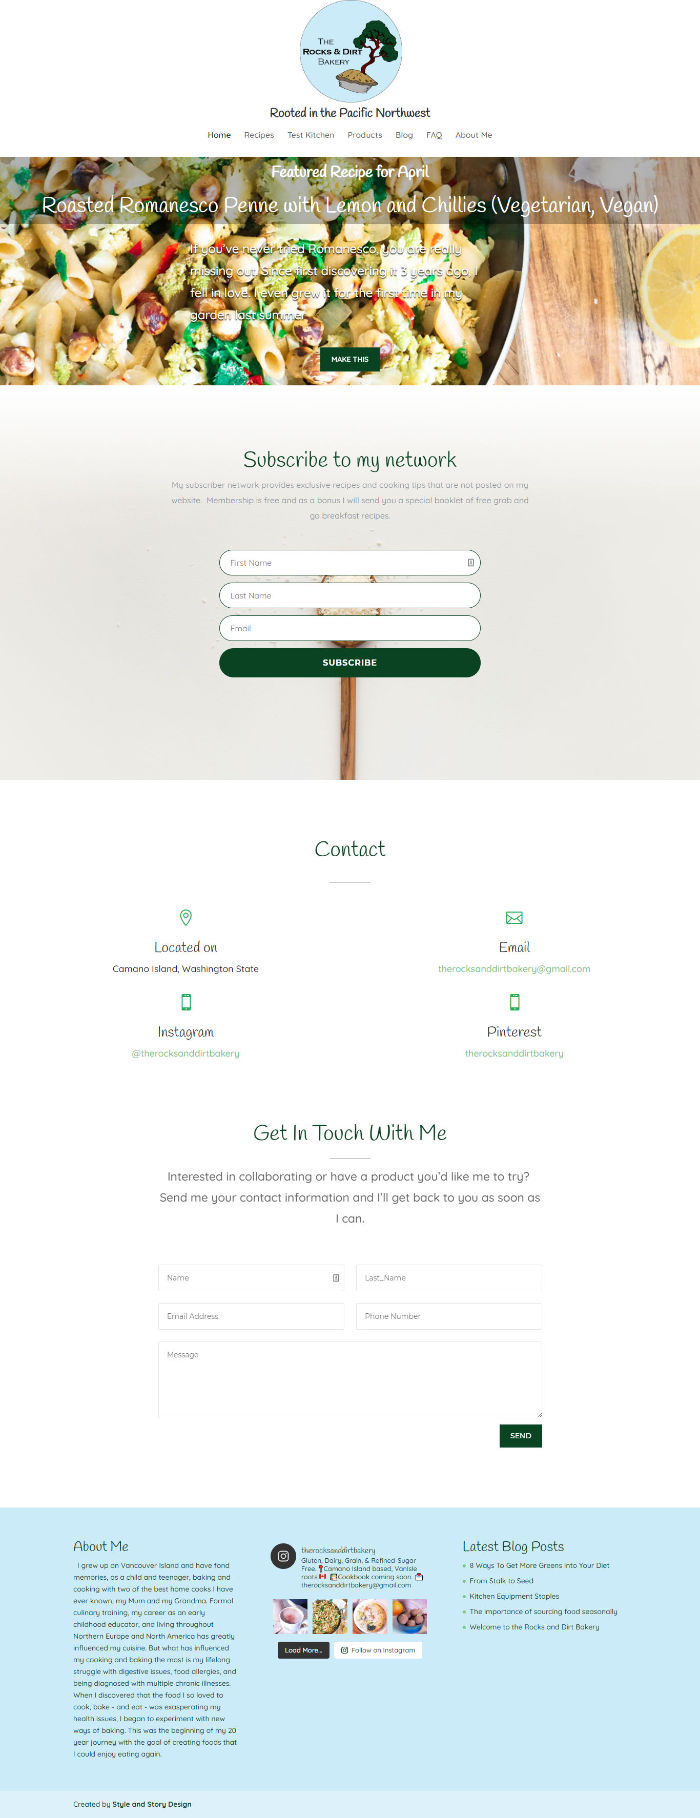 THE
ROCKS & DIRT
BAKERY
Rooted in the Pacific Northwest
Home Recipes Test Kitchen Products Blog FAQ About Me
Featured Recipe for April
Roasted Romanesco Penne with Lemon and Chillies (Vegetarian, Vegan)
If you've never tried Romanesco, you are really
missing out. Since first discovering it 3 years ago, I
fell in love. I even grew it for the first time in my
garden last summer
MAKE THIS
Subscribe to my network
My subscriber network provides exclusive recipes and cooking tips that are not posted on my
website. Membership is free and as a bonus I will send you a special booklet of free grab and
go breakfast recipes.
First Name
Last Name
Email
SUBSCRIBE
Contact
Located on
Camano Island, Washington State
Email
therocksanddirtbakery@gmail.com
Instagram
@therocksanddirtbakery
Pinterest
therocksanddirtbakery
Get In Touch With Me
Interested in collaborating or have a product you'd like me to try?
Send me your contact information and I'll get back to you as soon as
I can.
Name
Last_Name
Email Address
Phone Number
Message
SEND
About Me
I grew up on Vancouver Island and have fond
memories, as a child and teenager, baking and
cooking with two of the best home cooks I have
ever known, my Mum and my Grandma. Formal
culinary training, my career as an early
childhood educator, and living throughout
Northern Europe and North America has greatly
influenced my cuisine. But what has influenced
my cooking and baking the most is my lifelong
struggle with digestive issues, food allergies, and
being diagnosed with multiple chronic illnesses.
When I discovered that the food I so loved to
cook, bake - and eat - was exasperating my
health issues, I began to experiment with new
ways of baking. This was the beginning of my 20
year journey with the goal of creating foods that
I could enjoy eating again.
therocksanddirtbakery
Gluten, Dairy, Grain, & Refined-Sugar
Free. 📍Camano Island based, VanIsle
roots 🇨🇦 📔Cookbook coming soon. 📩
therocksanddirtbakery@gmail.com
Load More...
Follow on Instagram
Latest Blog Posts
8 Ways To Get More Greens Into Your Diet
From Stalk to Seed
Kitchen Equipment Staples
The importance of sourcing food seasonally
Welcome to the Rocks and Dirt Bakery
Created by Style and Story Design